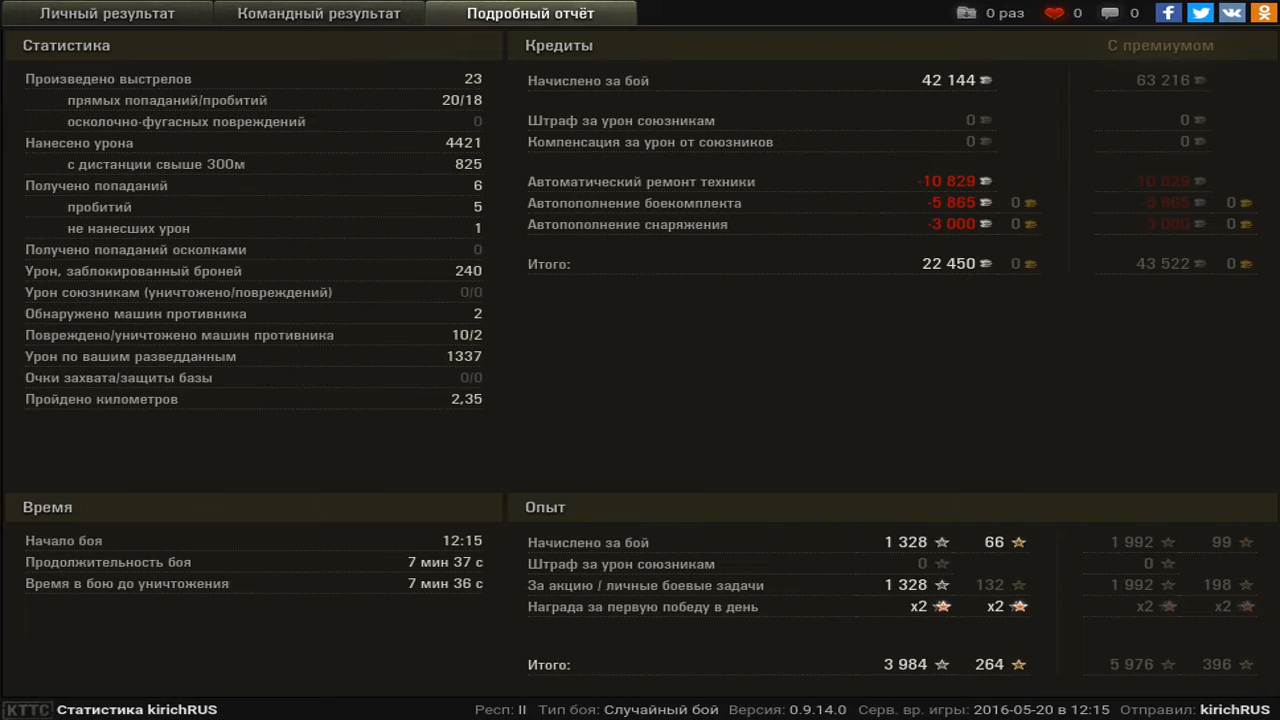 Личный результат Командный результат Подробный отчёт 0 раз 0 0
Статистика
Произведено выстрелов 23
прямых попаданий/пробитий 20/18
осколочно-фугасных повреждений 0
Нанесено урона 4421
с дистанции свыше 300м 825
Получено попаданий 6
пробитий 5
не нанесших урон 1
Получено попаданий осколками 0
Урон, заблокированный броней 240
Урон союзникам (уничтожено/повреждений) 0/0
Обнаружено машин противника 2
Повреждено/уничтожено машин противника 10/2
Урон по вашим разведданным 1337
Очки захвата/защиты базы 0/0
Пройдено километров 2,35
Кредиты С премиумом
Начислено за бой 42 144 63 216
Штраф за урон союзникам 0 0
Компенсация за урон от союзников 0 0
Автоматический ремонт техники -10 829 -10 829
Автопополнение боекомплекта -5 865 0 -5 865 0
Автопополнение снаряжения -3 000 0 -3 000 0
Итого: 22 450 0 43 522 0
Время
Начало боя 12:15
Продолжительность боя 7 мин 37 с
Время в бою до уничтожения 7 мин 36 с
Опыт
Начислено за бой 1 328 66 1 992 99
Штраф за урон союзникам 0 0
За акцию / личные боевые задачи 1 328 132 1 992 198
Награда за первую победу в день x2 x2 x2 x2
Итого: 3 984 264 5 976 396
КТТС Статистика kirichRUS Респ: II Тип боя: Случайный бой Версия: 0.9.14.0 Серв. вр. игры: 2016-05-20 в 12:15 Отправил: kirichRUS